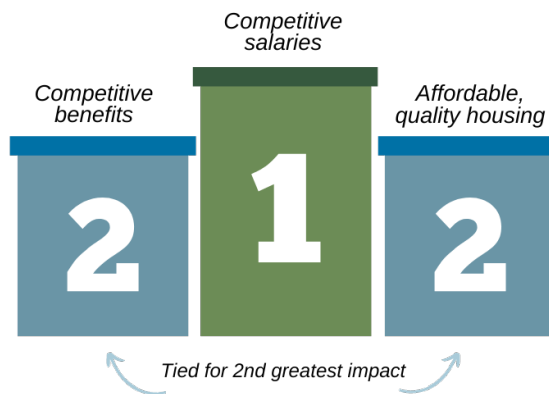 Competitive
salaries
Competitive
benefits
Affordable,
quality housing
2
1
2
Tied for 2nd greatest impact